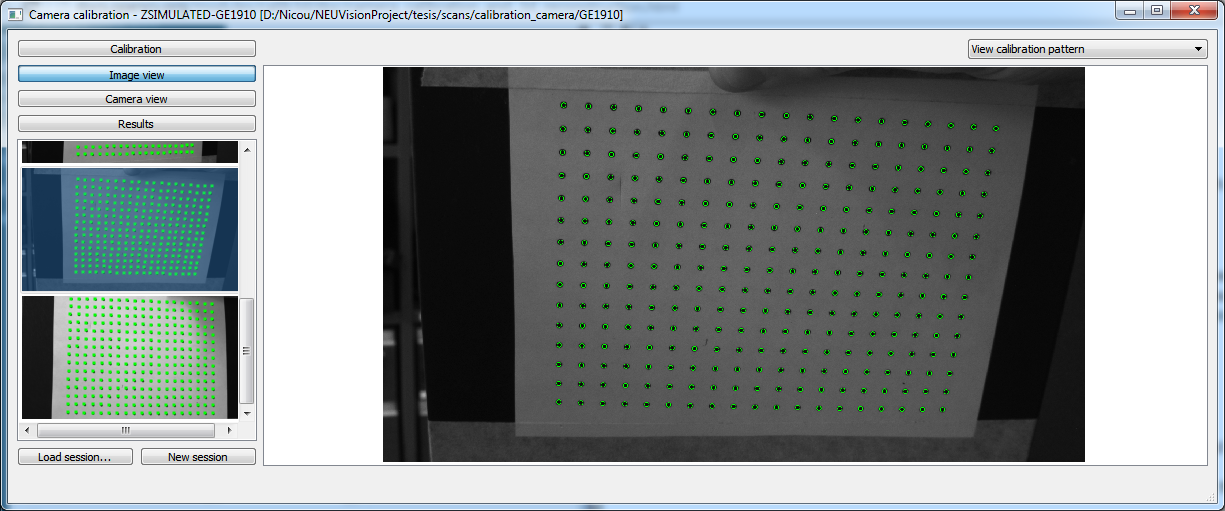 Camera calibration - ZSIMULATED-GE1910 [D:/Nicou/NEUVisionProject/tesis/scans/calibration_camera/GE1910]
Calibration
View calibration pattern
Image view
Camera view
Results
Load session...
New session